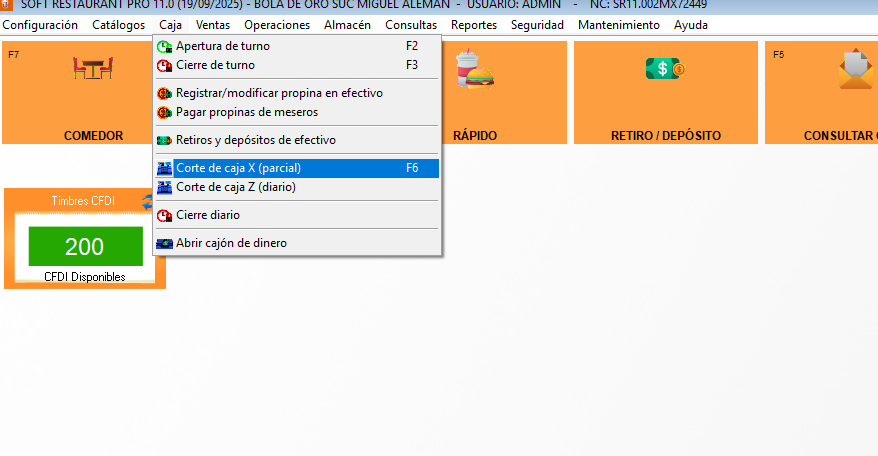 SOFT RESTAURANT PRO 11.0 (19/09/2025) - BOLA DE ORO SUC MIGUEL ALEMAN - USUARIO: ADMIN - NC: SR11.002MX72449
Configuración Catálogos Caja Ventas Operaciones Almacén Consultas Reportes Seguridad Mantenimiento Ayuda
Apertura de turno F2
Cierre de turno F3
Registrar/modificar propina en efectivo
Pagar propinas de meseros
Retiros y depósitos de efectivo
Corte de caja X (parcial) F6
Corte de caja Z (diario)
Cierre diario
Abrir cajón de dinero
F7
COMEDOR
RÁPIDO
RETIRO / DEPÓSITO
F5
CONSULTAR
Timbres CFDI
200
CFDI Disponibles